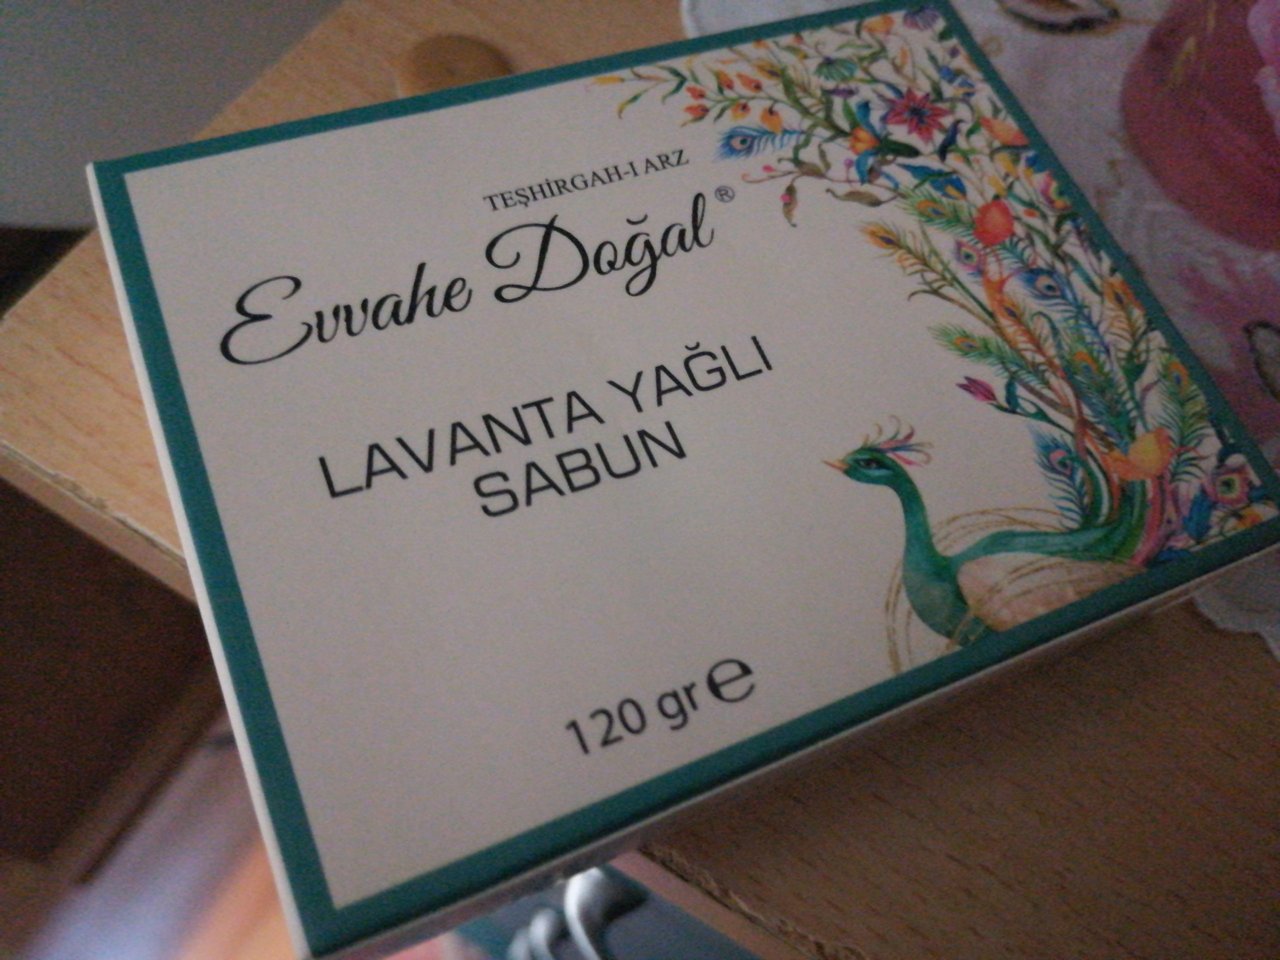 TEŞHİRGAH-I ARZ
Evvahe Doğal ®
LAVANTA YAĞLI
SABUN
120 gr ℮